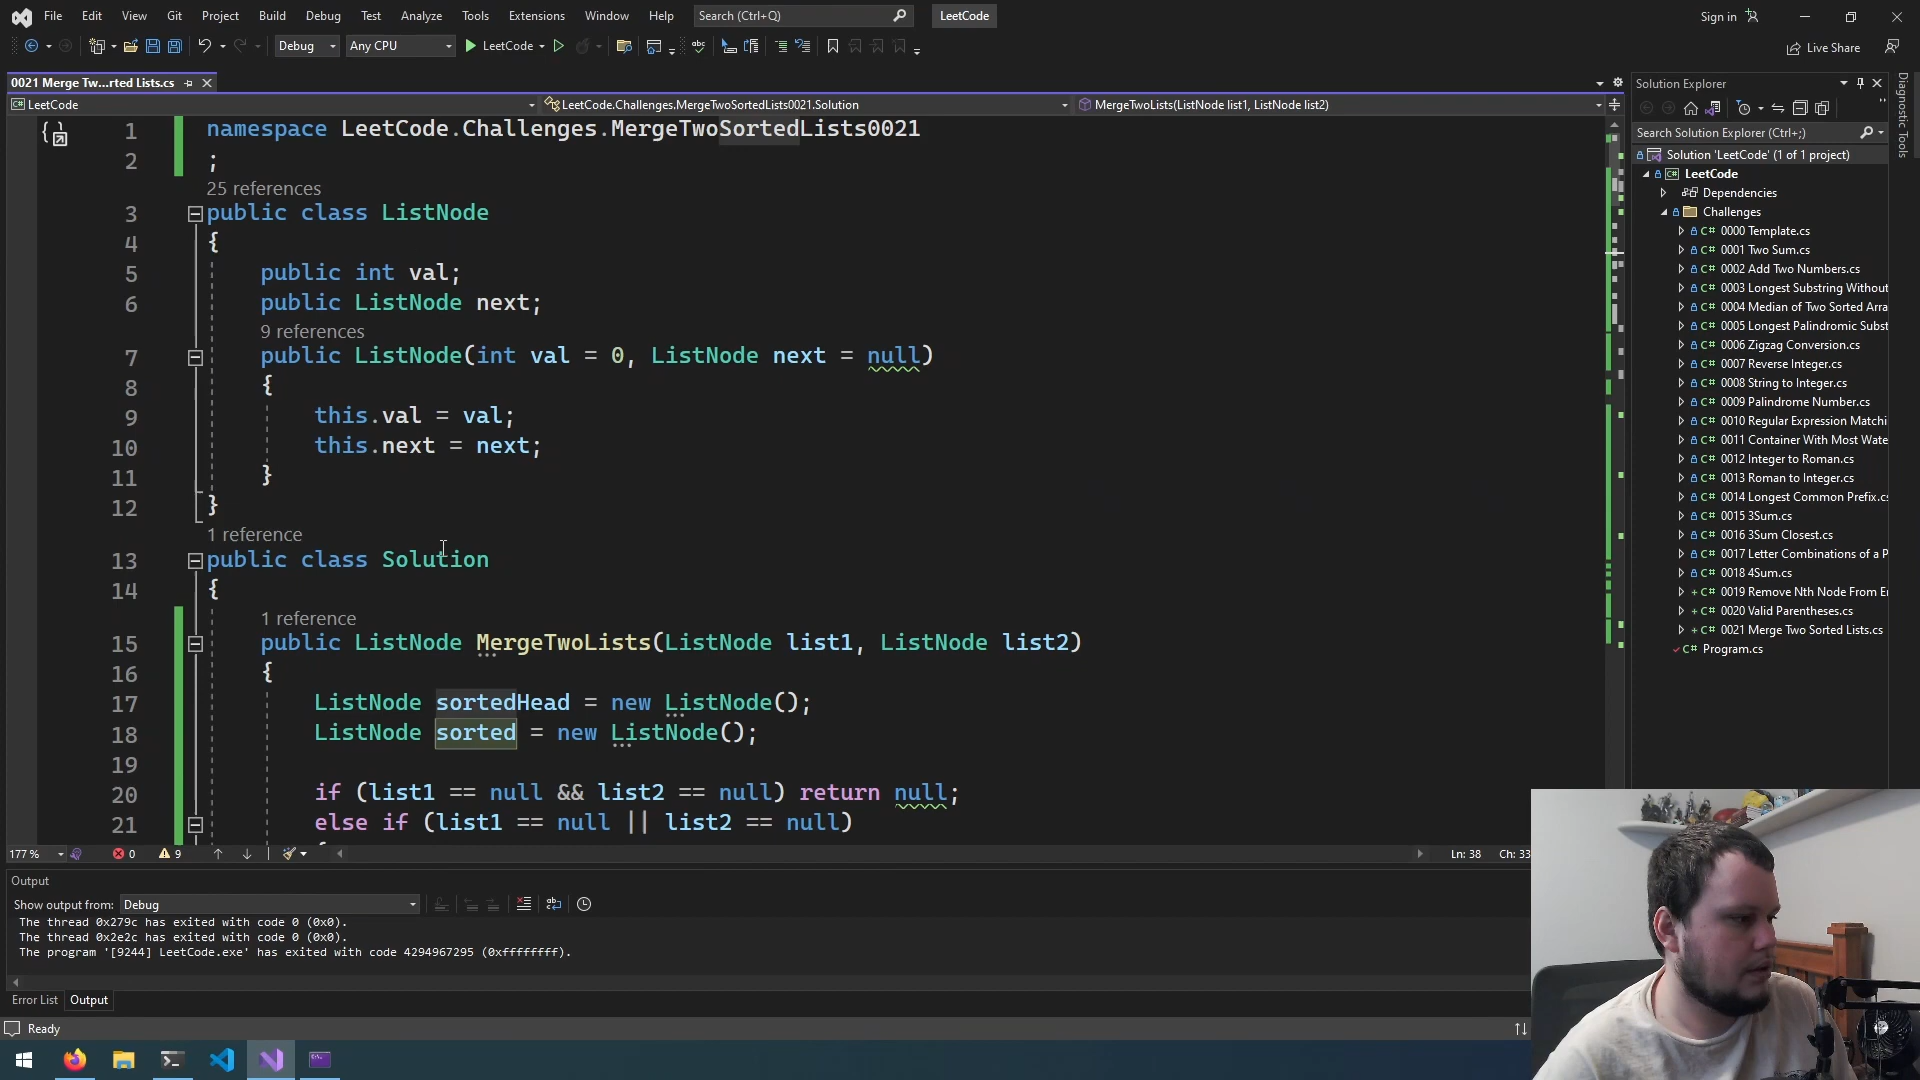 File Edit View Git Project Build Debug Test Analyze Tools Extensions Window Help Search (Ctrl+Q) LeetCode Sign in
Debug Any CPU LeetCode Live Share
0021 Merge Tw...rted Lists.cs
LeetCode LeetCode.Challenges.MergeTwoSortedLists0021.Solution MergeTwoLists(ListNode list1, ListNode list2)
1 namespace LeetCode.Challenges.MergeTwoSortedLists0021
2 ;
25 references
3 public class ListNode
4 {
5 public int val;
6 public ListNode next;
9 references
7 public ListNode(int val = 0, ListNode next = null)
8 {
9 this.val = val;
10 this.next = next;
11 }
12 }
1 reference
13 public class Solution
14 {
1 reference
15 public ListNode MergeTwoLists(ListNode list1, ListNode list2)
16 {
17 ListNode sortedHead = new ListNode();
18 ListNode sorted = new ListNode();
19
20 if (list1 == null && list2 == null) return null;
21 else if (list1 == null || list2 == null)
177 % 0 9 Ln: 38 Ch: 33
Output
Show output from: Debug
The thread 0x279c has exited with code 0 (0x0).
The thread 0x2e2c has exited with code 0 (0x0).
The program '[9244] LeetCode.exe' has exited with code 4294967295 (0xffffffff).
Error List Output
Ready
Solution Explorer
Search Solution Explorer (Ctrl+;)
Solution 'LeetCode' (1 of 1 project)
LeetCode
Dependencies
Challenges
C# 0000 Template.cs
C# 0001 Two Sum.cs
C# 0002 Add Two Numbers.cs
C# 0003 Longest Substring Without
C# 0004 Median of Two Sorted Arra
C# 0005 Longest Palindromic Subst
C# 0006 Zigzag Conversion.cs
C# 0007 Reverse Integer.cs
C# 0008 String to Integer.cs
C# 0009 Palindrome Number.cs
C# 0010 Regular Expression Matchi
C# 0011 Container With Most Wate
C# 0012 Integer to Roman.cs
C# 0013 Roman to Integer.cs
C# 0014 Longest Common Prefix.cs
C# 0015 3Sum.cs
C# 0016 3Sum Closest.cs
C# 0017 Letter Combinations of a P
C# 0018 4Sum.cs
C# 0019 Remove Nth Node From E
C# 0020 Valid Parentheses.cs
C# 0021 Merge Two Sorted Lists.cs
C# Program.cs
Diagnostic Tools